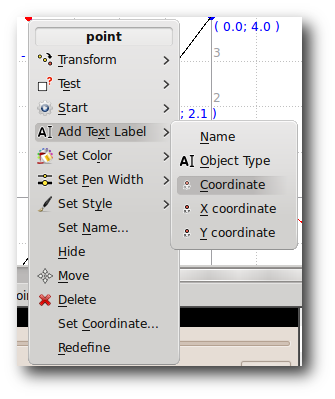 point
( 0.0; 4.0 )
Transform
3
Test
2
Start
; 2.1 )
Add Text Label
Name
Set Color
Object Type
Set Pen Width
Coordinate
Set Style
X coordinate
Set Name...
Y coordinate
Hide
Move
Delete
Set Coordinate...
Redefine